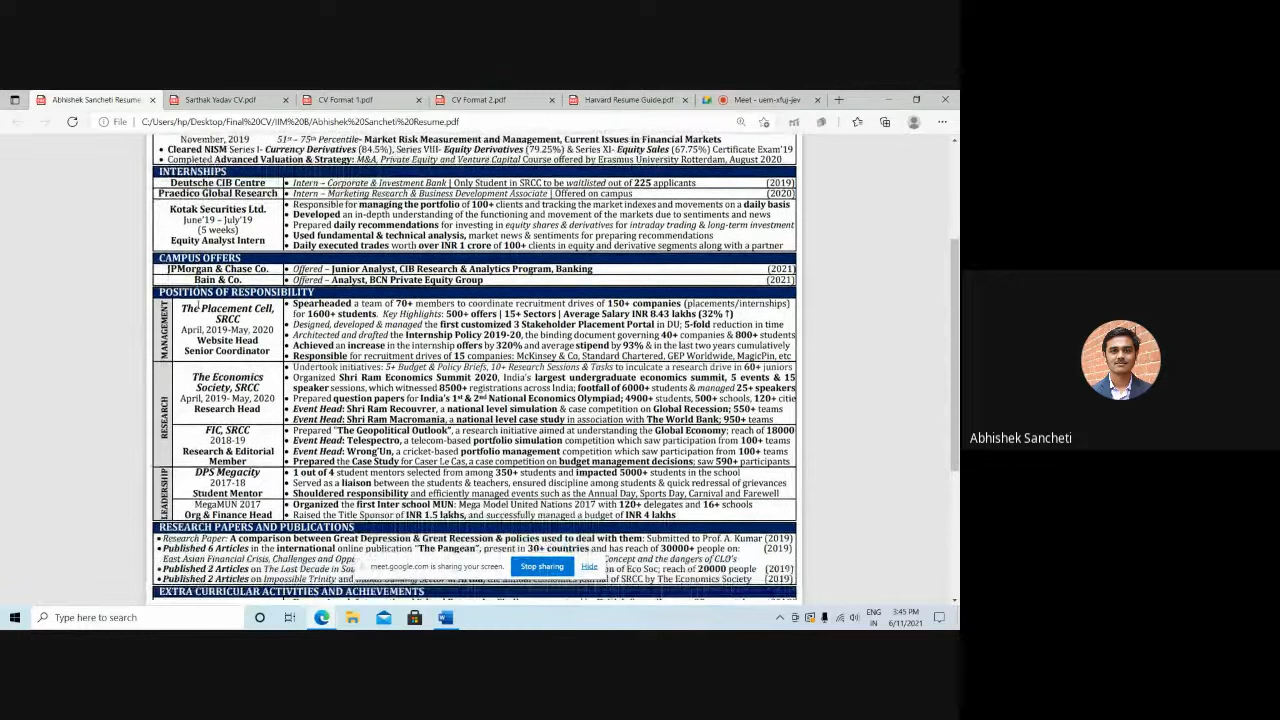 Abhishek Sancheti Resume
Sarthak Yadav CV.pdf
CV Format 1.pdf
CV Format 2.pdf
Harvard Resume Guide.pdf
Meet - uem-xfuj-jev
File
C:/Users/hp/Desktop/Final%20CV/IIM%20B/Abhishek%20Sancheti%20Resume.pdf
November, 2019 51st – 75th Percentile- Market Risk Measurement and Management, Current Issues in Financial Markets
• Cleared NISM Series I- Currency Derivatives (84.5%), Series VIII- Equity Derivatives (79.25%) & Series XI- Equity Sales (67.75%) Certificate Exam'19
• Completed Advanced Valuation & Strategy: M&A, Private Equity and Venture Capital Course offered by Erasmus University Rotterdam, August 2020
INTERNSHIPS
Deutsche CIB Centre • Intern – Corporate & Investment Bank | Only Student in SRCC to be waitlisted out of 225 applicants (2019)
Praedico Global Research • Intern – Marketing Research & Business Development Associate | Offered on campus (2019)
Kotak Securities Ltd.
June'19 – July'19
(5 weeks)
Equity Analyst Intern
• Responsible for managing the portfolio of 100+ clients and tracking the market indexes and movements on a daily basis
• Developed an in-depth understanding of the functioning and movement of the markets due to sentiments and news
• Prepared daily recommendations for investing in equity shares & derivatives for intraday trading & long-term investment
• Used fundamental & technical analysis, market news & sentiments for preparing recommendations
• Daily executed trades worth over INR 1 crore of 100+ clients in equity and derivative segments along with a partner
CAMPUS OFFERS
JPMorgan & Chase Co. • Offered – Junior Analyst, CIB Research & Analytics Program, Banking (2021)
Bain & Co. • Offered – Analyst, BCN Private Equity Group (2021)
POSITIONS OF RESPONSIBILITY
MANAGEMENT
The Placement Cell,
SRCC
April, 2019-May, 2020
Website Head
Senior Coordinator
• Spearheaded a team of 70+ members to coordinate recruitment drives of 150+ companies (placements/internships)
for 1600+ students. Key Highlights: 500+ offers | 15+ Sectors | Average Salary INR 8.43 lakhs (32% ↑)
• Designed, developed & managed the first customized 3 Stakeholder Placement Portal in DU; 5-fold reduction in time
• Architected and drafted the Internship Policy 2019-20, the binding document governing 40+ companies & 800+ students
• Achieved an increase in the internship offers by 320% and average stipend by 93% & in the last two years cumulatively
• Responsible for recruitment drives of 15 companies: McKinsey & Co, Standard Chartered, GEP Worldwide, MagicPin, etc
RESEARCH
The Economics
Society, SRCC
April, 2019- May, 2020
Research Head
• Undertook initiatives: 5+ Budget & Policy Briefs, 10+ Research Sessions & Tasks to inculcate a research drive in 60+ juniors
• Organized Shri Ram Economics Summit 2020, India's largest undergraduate economics summit, 5 events & 15
speaker sessions, which witnessed 8500+ registrations across India; footfall of 6000+ students & managed 25+ speakers
• Prepared question papers for India's 1st & 2nd National Economics Olympiad; 4900+ students, 500+ schools, 120+ citie
• Event Head: Shri Ram Recouvrer, a national level simulation & case competition on Global Recession; 550+ teams
• Event Head: Shri Ram Macromania, a national level case study in association with The World Bank; 950+ teams
FIC, SRCC
2018-19
Research & Editorial
Member
• Prepared "The Geopolitical Outlook", a research initiative aimed at understanding the Global Economy; reach of 18000
• Event Head: Telespectro, a telecom-based portfolio simulation competition which saw participation from 100+ teams
• Event Head: Wrong'Un, a cricket-based portfolio management competition which saw participation from 100+ teams
• Prepared the Case Study for Caser Le Cas, a case competition on budget management decisions; saw 590+ participants
LEADERSHIP
DPS Megacity
2017-18
Student Mentor
• 1 out of 4 student mentors selected from among 350+ students and impacted 5000+ students in the school
• Served as a liaison between the students & teachers, ensured discipline among students & quick redressal of grievances
• Shouldered responsibility and efficiently managed events such as the Annual Day, Sports Day, Carnival and Farewell
MegaMUN 2017
Org & Finance Head
• Organized the first Inter school MUN: Mega Model United Nations 2017 with 120+ delegates and 16+ schools
• Raised the Title Sponsor of INR 1.5 lakhs, and successfully managed a budget of INR 4 lakhs
RESEARCH PAPERS AND PUBLICATIONS
• Research Paper: A comparison between Great Depression & Great Recession & policies used to deal with them: Submitted to Prof. A. Kumar (2019)
• Published 6 Articles in the international online publication "The Pangean", present in 30+ countries and has reach of 30000+ people on: (2019)
East Asian Financial Crisis, Challenges and Oppo Concept and the dangers of CLO's
• Published 2 Articles on The Last Decade in Sou on of Eco Soc; reach of 20000 people (2019)
• Published 2 Articles on Impossible Trinity and journal of SRCC by The Economics Society (2019)
meet.google.com is sharing your screen.
Stop sharing
Hide
EXTRA CURRICULAR ACTIVITIES AND ACHIEVEMENTS
Type here to search
ENG
IN
3:45 PM
6/11/2021
Abhishek Sancheti